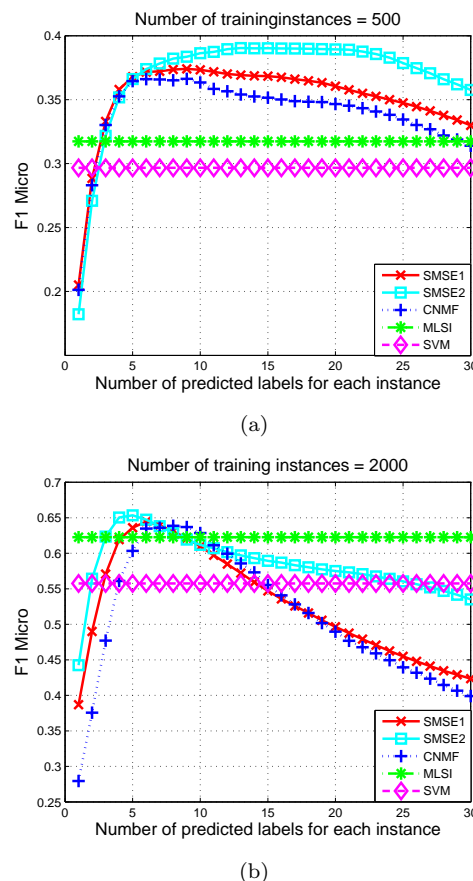 Number of traininginstances = 500
0.4
0.35
0.3
0.25
0.2
F1 Micro
0 5 10 15 20 25 30
Number of predicted labels for each instance
SMSE1
SMSE2
CNMF
MLSI
SVM
(a)
Number of training instances = 2000
0.7
0.65
0.6
0.55
0.5
0.45
0.4
0.35
0.3
0.25
F1 Micro
0 5 10 15 20 25 30
Number of predicted labels for each instance
SMSE1
SMSE2
CNMF
MLSI
SVM
(b)